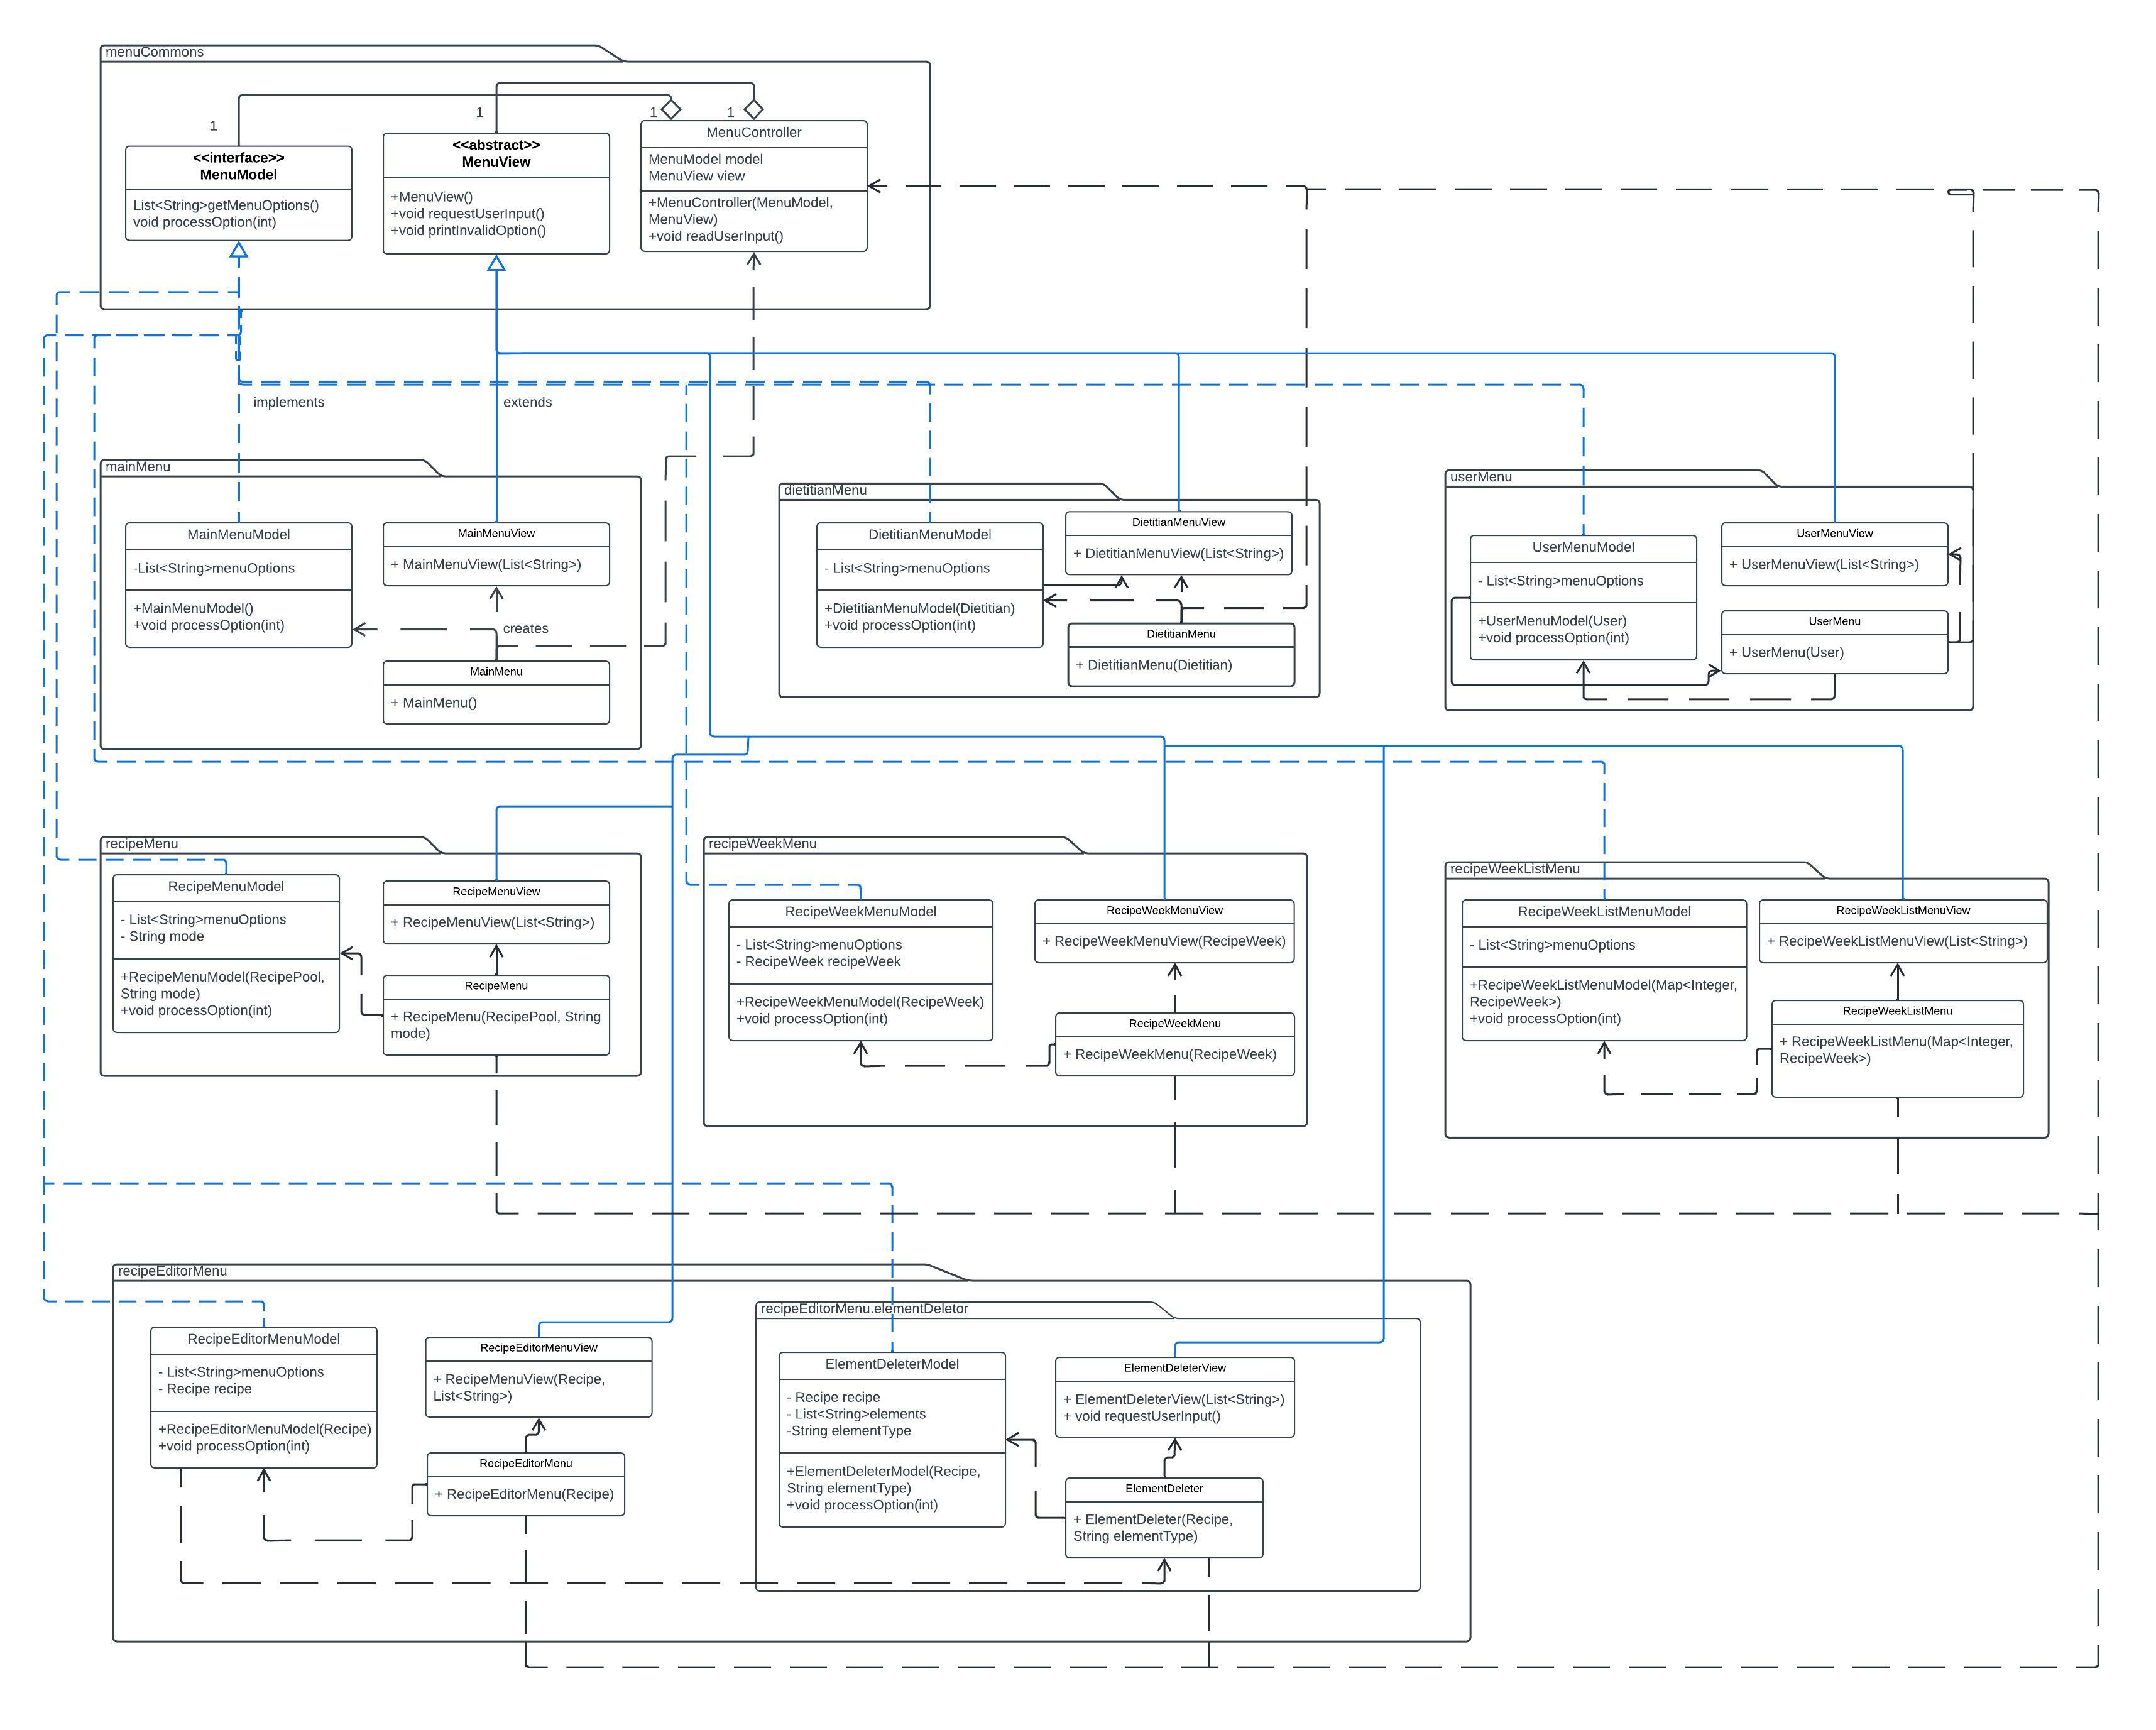 menuCommons
1
1
1
1
<<interface>>
MenuModel
List<String>getMenuOptions()
void processOption(int)
<<abstract>>
MenuView
+MenuView()
+void requestUserInput()
+void printInvalidOption()
MenuController
MenuModel model
MenuView view
+MenuController(MenuModel,
MenuView)
+void readUserInput()
implements
extends
mainMenu
MainMenuModel
-List<String>menuOptions
+MainMenuModel()
+void processOption(int)
MainMenuView
+ MainMenuView(List<String>)
creates
MainMenu
+ MainMenu()
dietitianMenu
DietitianMenuModel
- List<String>menuOptions
+DietitianMenuModel(Dietitian)
+void processOption(int)
DietitianMenuView
+ DietitianMenuView(List<String>)
DietitianMenu
+ DietitianMenu(Dietitian)
userMenu
UserMenuModel
- List<String>menuOptions
+UserMenuModel(User)
+void processOption(int)
UserMenuView
+ UserMenuView(List<String>)
UserMenu
+ UserMenu(User)
recipeMenu
RecipeMenuModel
- List<String>menuOptions
- String mode
+RecipeMenuModel(RecipePool,
String mode)
+void processOption(int)
RecipeMenuView
+ RecipeMenuView(List<String>)
RecipeMenu
+ RecipeMenu(RecipePool, String
mode)
recipeWeekMenu
RecipeWeekMenuModel
- List<String>menuOptions
- RecipeWeek recipeWeek
+RecipeWeekMenuModel(RecipeWeek)
+void processOption(int)
RecipeWeekMenuView
+ RecipeWeekMenuView(RecipeWeek)
RecipeWeekMenu
+ RecipeWeekMenu(RecipeWeek)
recipeWeekListMenu
RecipeWeekListMenuModel
- List<String>menuOptions
+RecipeWeekListMenuModel(Map<Integer,
RecipeWeek>)
+void processOption(int)
RecipeWeekListMenuView
+ RecipeWeekListMenuView(List<String>)
RecipeWeekListMenu
+ RecipeWeekListMenu(Map<Integer,
RecipeWeek>)
recipeEditorMenu
RecipeEditorMenuModel
- List<String>menuOptions
- Recipe recipe
+RecipeEditorMenuModel(Recipe)
+void processOption(int)
RecipeEditorMenuView
+ RecipeMenuView(Recipe,
List<String>)
RecipeEditorMenu
+ RecipeEditorMenu(Recipe)
recipeEditorMenu.elementDeletor
ElementDeleterModel
- Recipe recipe
- List<String>elements
-String elementType
+ElementDeleterModel(Recipe,
String elementType)
+void processOption(int)
ElementDeleterView
+ ElementDeleterView(List<String>)
+ void requestUserInput()
ElementDeleter
+ ElementDeleter(Recipe,
String elementType)